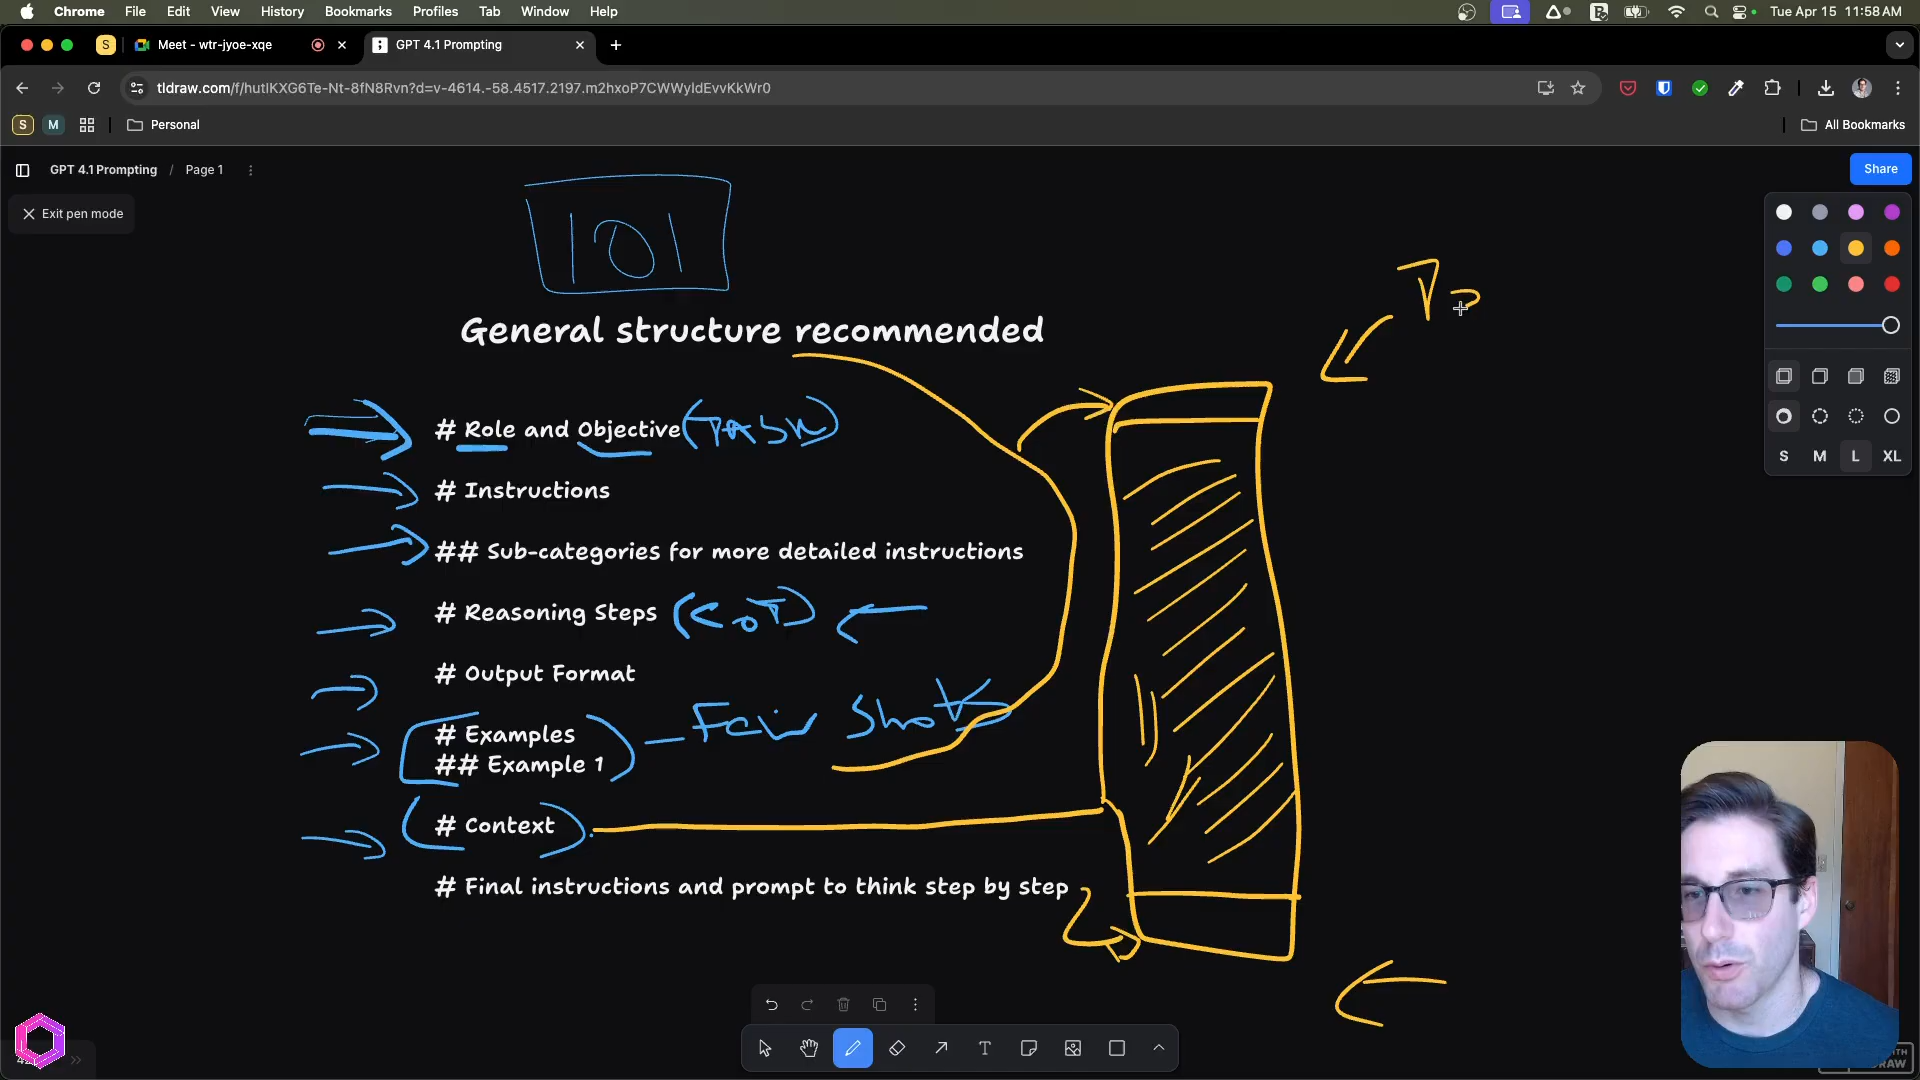 Chrome File Edit View History Bookmarks Profiles Tab Window Help Tue Apr 15 11:58 AM
S Meet - wtr-jyoe-xqe GPT 4.1 Prompting
tldraw.com/f/hutIKXG6Te-Nt-8fN8Rvn?d=v-4614.-58.4517.2197.m2hxoP7CWWyldEvvKkWr0
S M Personal All Bookmarks
GPT 4.1 Prompting / Page 1 Share
Exit pen mode
101
General structure recommended
# Role and Objective (TASK)
# Instructions
## Sub-categories for more detailed instructions
# Reasoning Steps (CoT)
# Output Format
# Examples
## Example 1
Few Shot
# Context
# Final instructions and prompt to think step by step
S M L XL